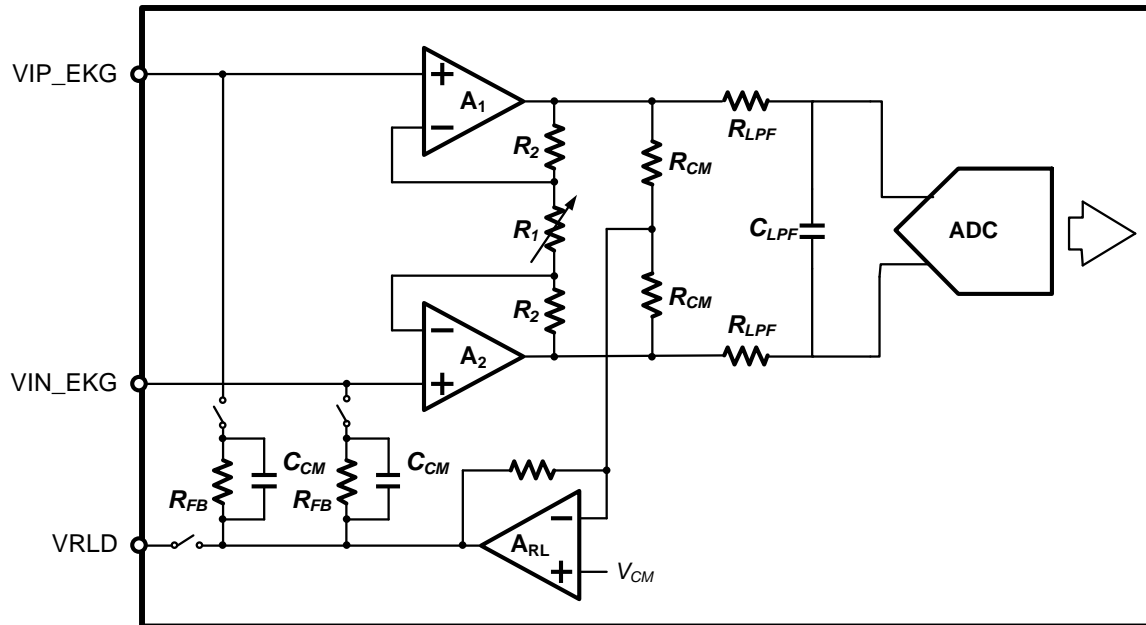 VIP_EKG
A1
R2
RLPF
RCM
R1
CLPF
ADC
RCM
R2
RLPF
A2
VIN_EKG
CCM
CCM
RFB
RFB
VRLD
ARL
VCM